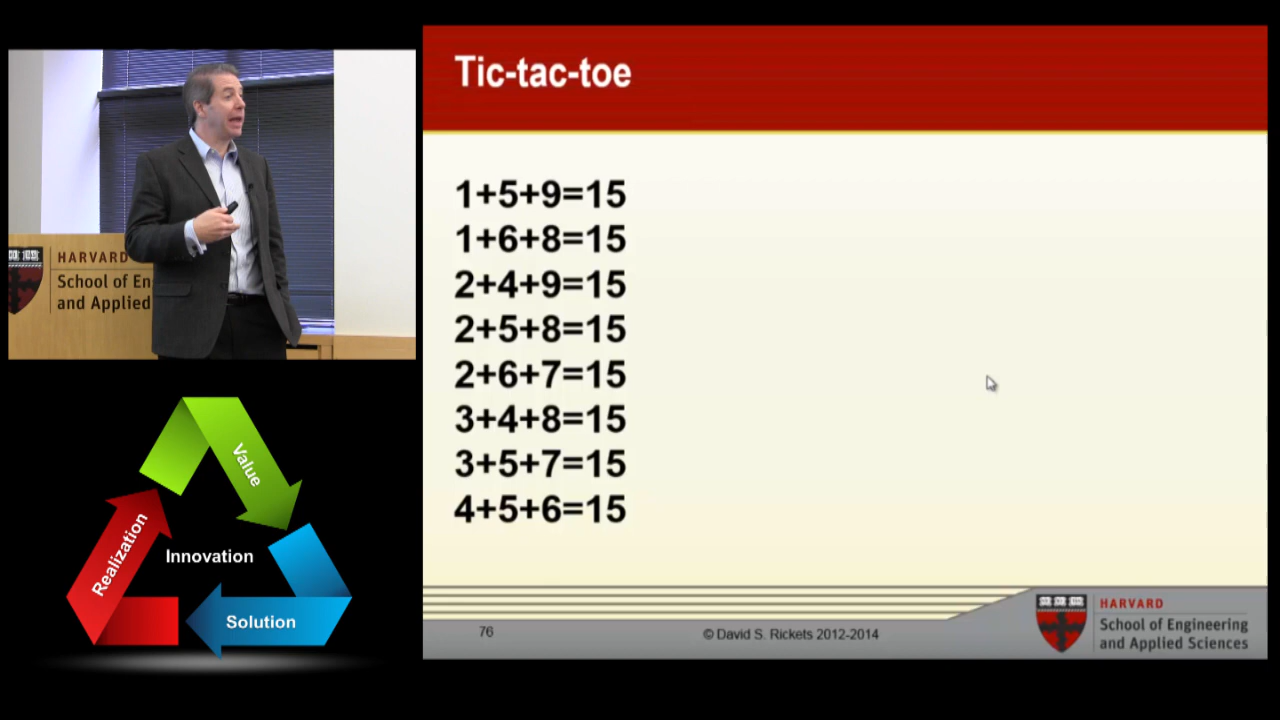 Tic-tac-toe
1+5+9=15
1+6+8=15
2+4+9=15
2+5+8=15
2+6+7=15
3+4+8=15
3+5+7=15
4+5+6=15
76
© David S. Rickets 2012-2014
HARVARD
School of Engineering
and Applied Sciences
HARVARD
School of En
and Applied
Value
Realization
Innovation
Solution